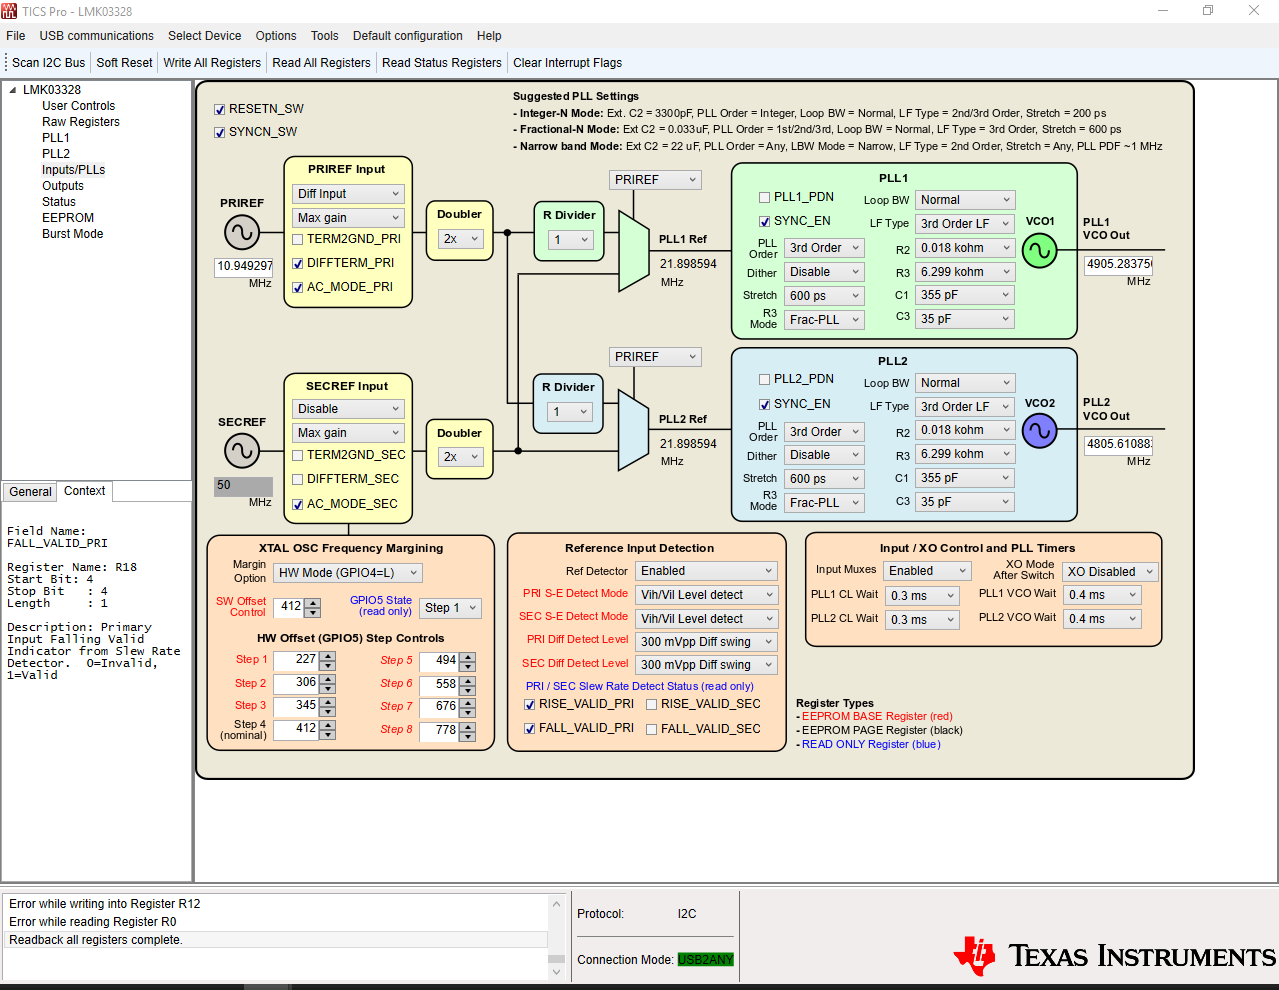 TICS Pro - LMK03328
File USB communications Select Device Options Tools Default configuration Help
Scan I2C Bus Soft Reset Write All Registers Read All Registers Read Status Registers Clear Interrupt Flags
LMK03328
User Controls
Raw Registers
PLL1
PLL2
Inputs/PLLs
Outputs
Status
EEPROM
Burst Mode
General Context
Field Name:
FALL_VALID_PRI
Register Name: R18
Start Bit: 4
Stop Bit : 4
Length : 1
Description: Primary
Input Falling Valid
Indicator from Slew Rate
Detector. 0=Invalid,
1=Valid
RESETN_SW
SYNCN_SW
Suggested PLL Settings
- Integer-N Mode: Ext. C2 = 3300pF, PLL Order = Integer, Loop BW = Normal, LF Type = 2nd/3rd Order, Stretch = 200 ps
- Fractional-N Mode: Ext C2 = 0.033uF, PLL Order = 1st/2nd/3rd, Loop BW = Normal, LF Type = 3rd Order, Stretch = 600 ps
- Narrow band Mode: Ext C2 = 22 uF, PLL Order =Any, LBW Mode = Narrow, LF Type = 2nd Order, Stretch = Any, PLL PDF ~1 MHz
PRIREF
10.949297
MHz
PRIREF Input
Diff Input
Max gain
TERM2GND_PRI
DIFFTERM_PRI
AC_MODE_PRI
Doubler
2x
R Divider
1
PRIREF
PLL1 Ref
21.898594
MHz
PLL1
PLL1_PDN
SYNC_EN
PLL
Order
3rd Order
Dither
Disable
Stretch
600 ps
R3
Mode
Frac-PLL
Loop BW
Normal
LF Type
3rd Order LF
R2
0.018 kohm
R3
6.299 kohm
C1
355 pF
C3
35 pF
VCO1
PLL1
VCO Out
4905.283756
MHz
SECREF
50
MHz
SECREF Input
Disable
Max gain
TERM2GND_SEC
DIFFTERM_SEC
AC_MODE_SEC
Doubler
2x
R Divider
1
PRIREF
PLL2 Ref
21.898594
MHz
PLL2
PLL2_PDN
SYNC_EN
PLL
Order
3rd Order
Dither
Disable
Stretch
600 ps
R3
Mode
Frac-PLL
Loop BW
Normal
LF Type
3rd Order LF
R2
0.018 kohm
R3
6.299 kohm
C1
355 pF
C3
35 pF
VCO2
PLL2
VCO Out
MHz
XTAL OSC Frequency Margining
Margin
Option
HW Mode (GPIO4=L)
SW Offset
Control
412
GPIO5 State
(read only)
Step 1
HW Offset (GPIO5) Step Controls
Step 1 227
Step 2 306
Step 3 345
Step 4
(nominal)
412
Step 5 494
Step 6 558
Step 7 676
Step 8 778
Reference Input Detection
Ref Detector Enabled
PRI S-E Detect Mode Vih/Vil Level detect
SEC S-E Detect Mode Vih/Vil Level detect
PRI Diff Detect Level 300 mVpp Diff swing
SEC Diff Detect Level 300 mVpp Diff swing
PRI / SEC Slew Rate Detect Status (read only)
RISE_VALID_PRI RISE_VALID_SEC
FALL_VALID_PRI FALL_VALID_SEC
Input / XO Control and PLL Timers
Input Muxes Enabled
XO Mode
After Switch
XO Disabled
PLL1 CL Wait 0.3 ms PLL1 VCO Wait 0.4 ms
PLL2 CL Wait 0.3 ms PLL2 VCO Wait 0.4 ms
Register Types
- EEPROM BASE Register (red)
- EEPROM PAGE Register (black)
- READ ONLY Register (blue)
Error while writing into Register R12
Error while reading Register R0
Readback all registers complete.
Protocol: I2C
Connection Mode: USB2ANY
TEXAS INSTRUMENTS